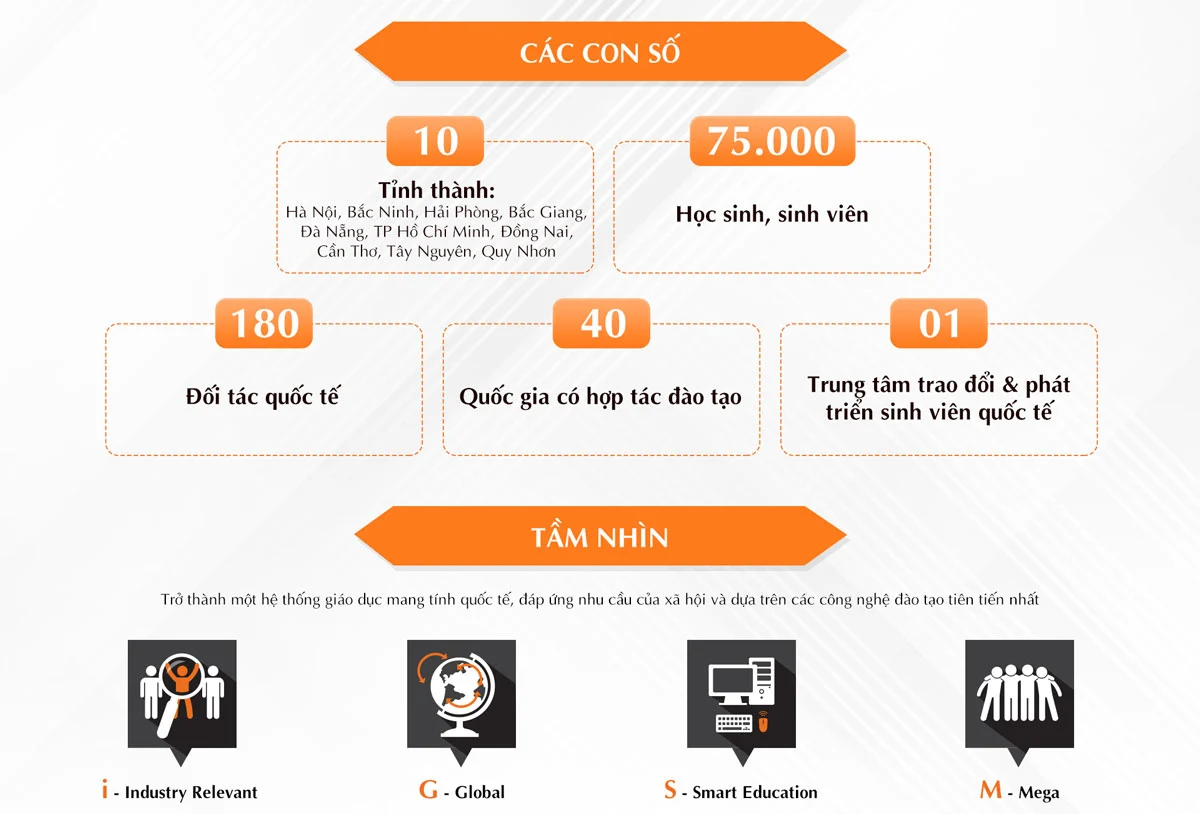 CÁC CON SỐ
10
Tỉnh thành:
Hà Nội, Bắc Ninh, Hải Phòng, Bắc Giang,
Đà Nẵng, TP Hồ Chí Minh, Đồng Nai,
Cần Thơ, Tây Nguyên, Quy Nhơn
75.000
Học sinh, sinh viên
180
Đối tác quốc tế
40
Quốc gia có hợp tác đào tạo
01
Trung tâm trao đổi & phát
triển sinh viên quốc tế
TẦM NHÌN
Trở thành một hệ thống giáo dục mang tính quốc tế, đáp ứng nhu cầu của xã hội và dựa trên các công nghệ đào tạo tiên tiến nhất
i - Industry Relevant
G - Global
S - Smart Education
M - Mega